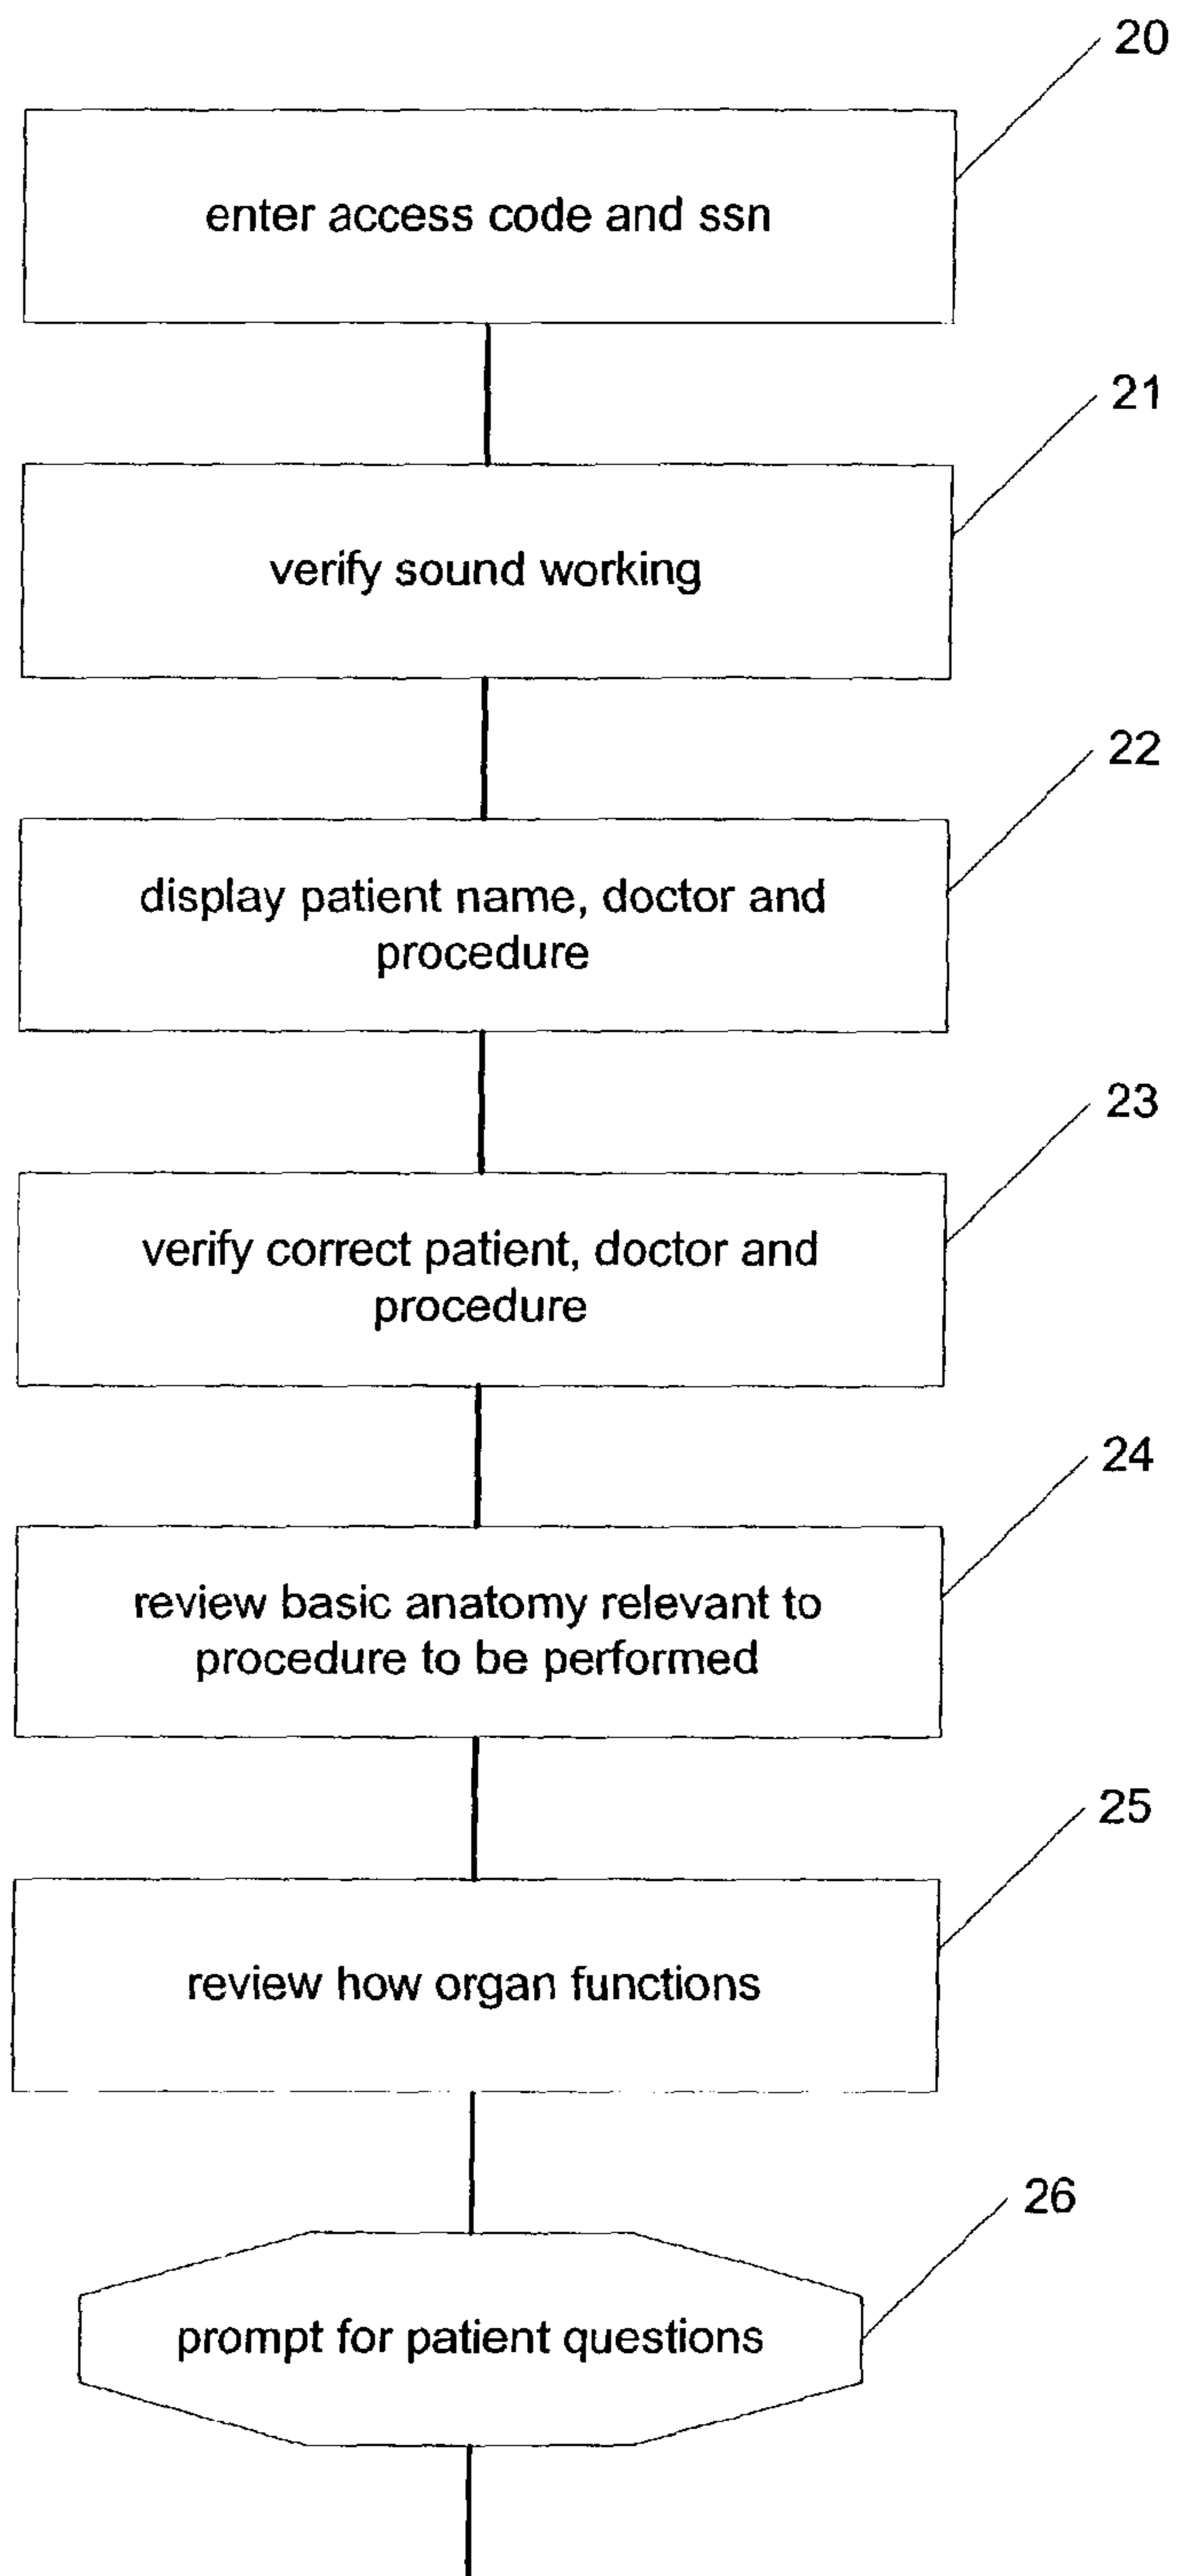 20
enter access code and ssn
21
verify sound working
22
display patient name, doctor and
procedure
23
verify correct patient, doctor and
procedure
24
review basic anatomy relevant to
procedure to be performed
25
review how organ functions
26
prompt for patient questions